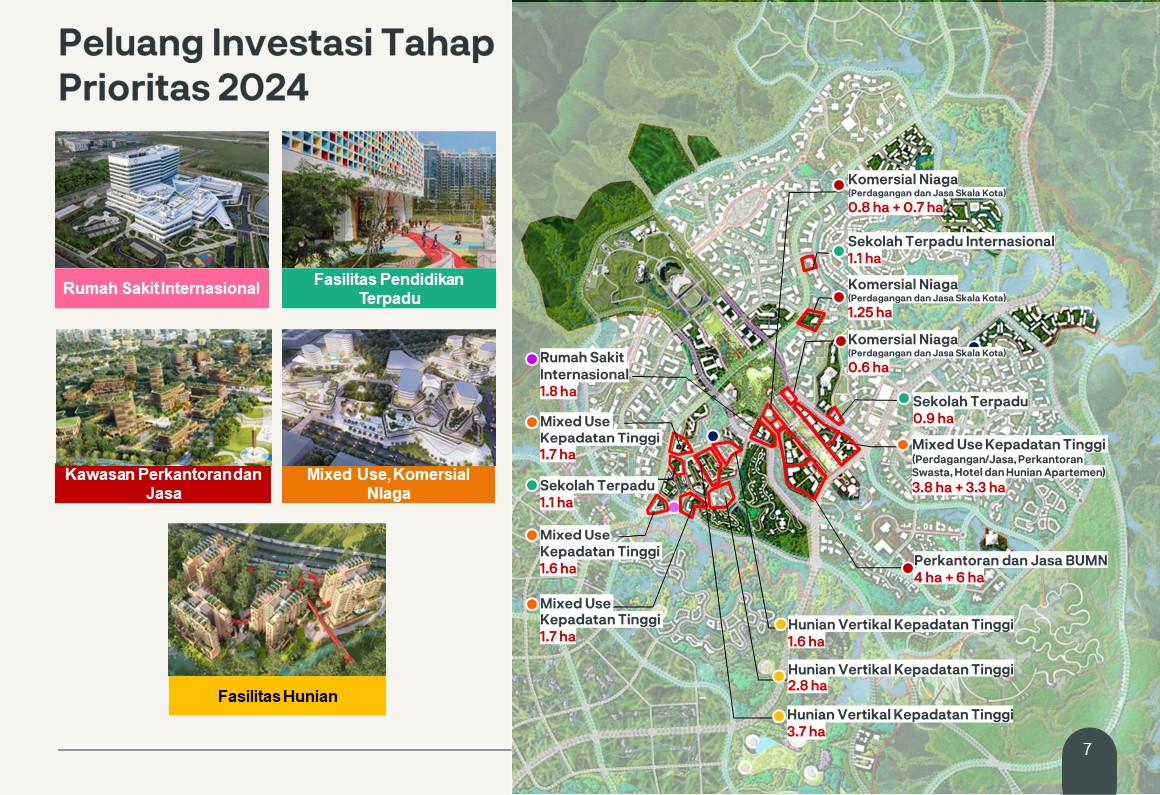 Peluang Investasi Tahap
Prioritas 2024
Rumah Sakit Internasional
Fasilitas Pendidikan
Terpadu
Kawasan Perkantoran dan
Jasa
Mixed Use, Komersial
NIaga
Fasilitas Hunian
Komersial Niaga
(Perdagangan dan Jasa Skala Kota)
0.8 ha + 0.7 ha
Sekolah Terpadu Internasional
1.1 ha
Komersial Niaga
(Perdagangan dan Jasa Skala Kota)
1.25 ha
Komersial Niaga
(Perdagangan dan Jasa Skala Kota)
0.6 ha
Sekolah Terpadu
0.9 ha
Mixed Use Kepadatan Tinggi
(Perdagangan/Jasa, Perkantoran
Swasta, Hotel dan Hunian Apartemen)
3.8 ha + 3.3 ha
Perkantoran dan Jasa BUMN
4 ha + 6 ha
Rumah Sakit
Internasional
1.8 ha
Mixed Use
Kepadatan Tinggi
1.7 ha
Sekolah Terpadu
1.1 ha
Mixed Use
Kepadatan Tinggi
1.6 ha
Mixed Use
Kepadatan Tinggi
1.7 ha
Hunian Vertikal Kepadatan Tinggi
1.6 ha
Hunian Vertikal Kepadatan Tinggi
2.8 ha
Hunian Vertikal Kepadatan Tinggi
3.7 ha
7